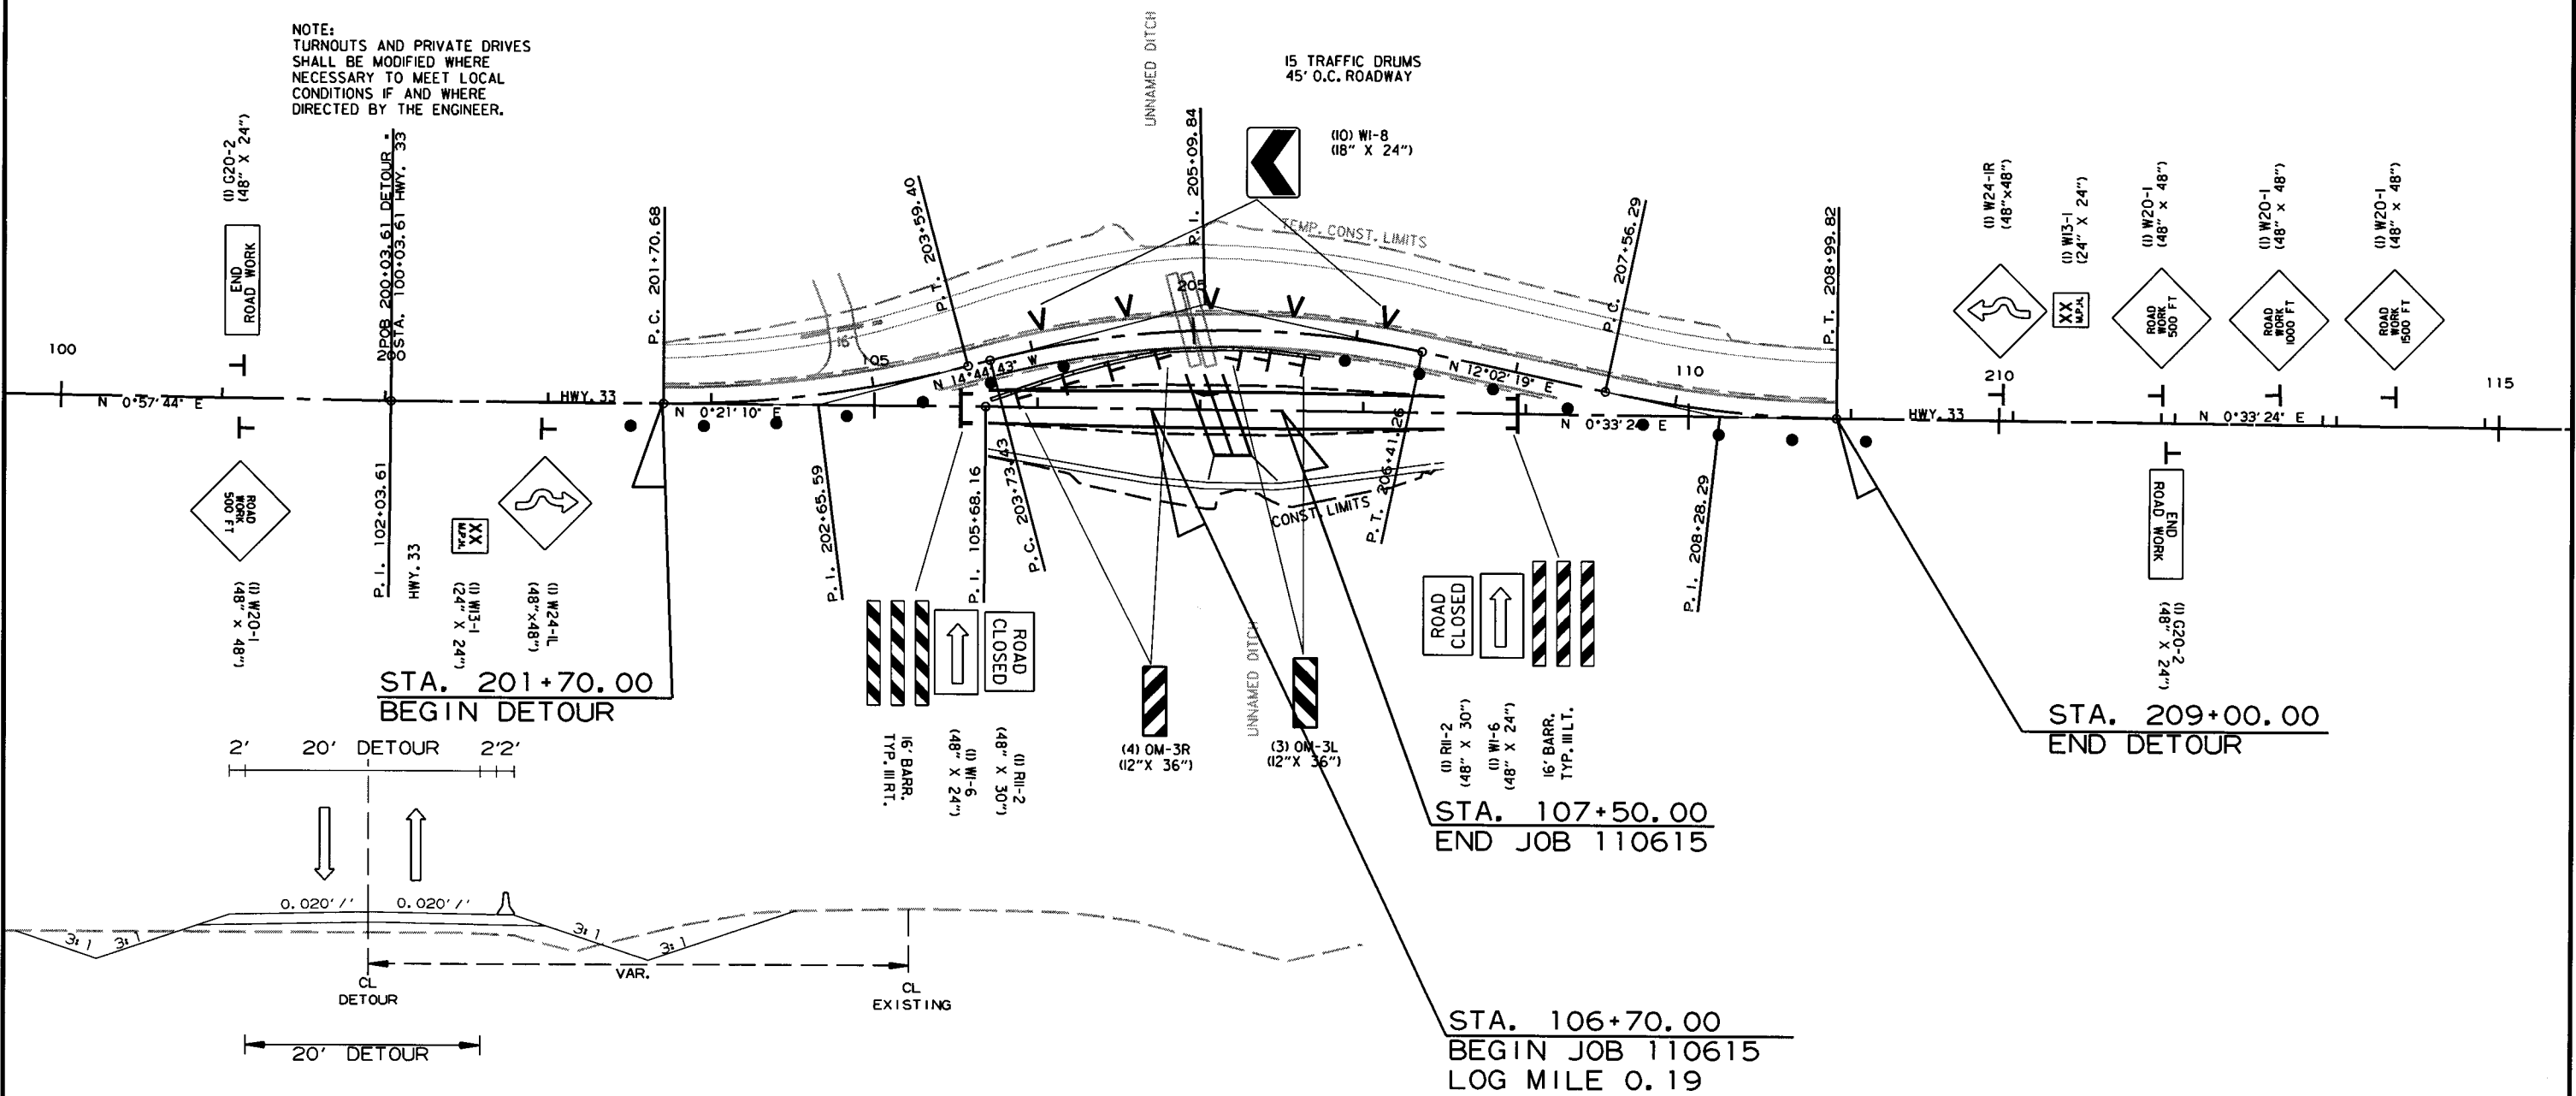 NOTE:
TURNOUTS AND PRIVATE DRIVES
SHALL BE MODIFIED WHERE
NECESSARY TO MEET LOCAL
CONDITIONS IF AND WHERE
DIRECTED BY THE ENGINEER.
UNNAMED DITCH
15 TRAFFIC DRUMS
45' O.C. ROADWAY
(10) W1-8
(18" X 24")
(1) G20-2
(48" X 24")
END
ROAD WORK
POB 200+03.61 DETOUR =
STA. 100+03.61 HWY. 33
P.C. 201+70.68
P.T. 203+59.40
P.I. 205+09.84
TEMP. CONST. LIMITS
P.C. 207+56.29
P.T. 208+99.82
(1) W24-1R
(48"x48")
(1) W13-1
(24" X 24")
(1) W20-1
(48" x 48")
(1) W20-1
(48" x 48")
(1) W20-1
(48" x 48")
XX
M.P.H.
ROAD
WORK
500 FT
ROAD
WORK
1000 FT
ROAD
WORK
1500 FT
100
105
205
110
210
115
N 0°57'44" E
HWY. 33
N 0°21'10" E
N 14°44'43" W
N 12°02'19" E
N 0°33'24" E
HWY. 33
N 0°33'24" E
ROAD
WORK
500 FT
(1) W20-1
(48" x 48")
P.I. 102+03.61
HWY. 33
XX
M.P.H.
(1) W13-1
(24" X 24")
(1) W24-1L
(48"x48")
P.I. 202+65.59
P.I. 105+68.16
P.C. 203+73.43
CONST. LIMITS
P.T. 206+41.26
P.I. 208+28.29
END
ROAD WORK
(1) G20-2
(48" X 24")
STA. 201+70.00
BEGIN DETOUR
16' BARR.
TYP. III RT.
(1) W1-6
(48" X 24")
ROAD
CLOSED
(1) R11-2
(48" X 30")
(4) OM-3R
(12"X 36")
UNNAMED DITCH
(3) OM-3L
(12"X 36")
ROAD
CLOSED
(1) R11-2
(48" X 30")
(1) W1-6
(48" X 24")
16' BARR.
TYP. III LT.
STA. 209+00.00
END DETOUR
STA. 107+50.00
END JOB 110615
2' 20' DETOUR 2'2'
0.020'/' 0.020'/'
3:1 3:1 3:1 3:1
VAR.
CL
DETOUR
CL
EXISTING
20' DETOUR
STA. 106+70.00
BEGIN JOB 110615
LOG MILE 0.19